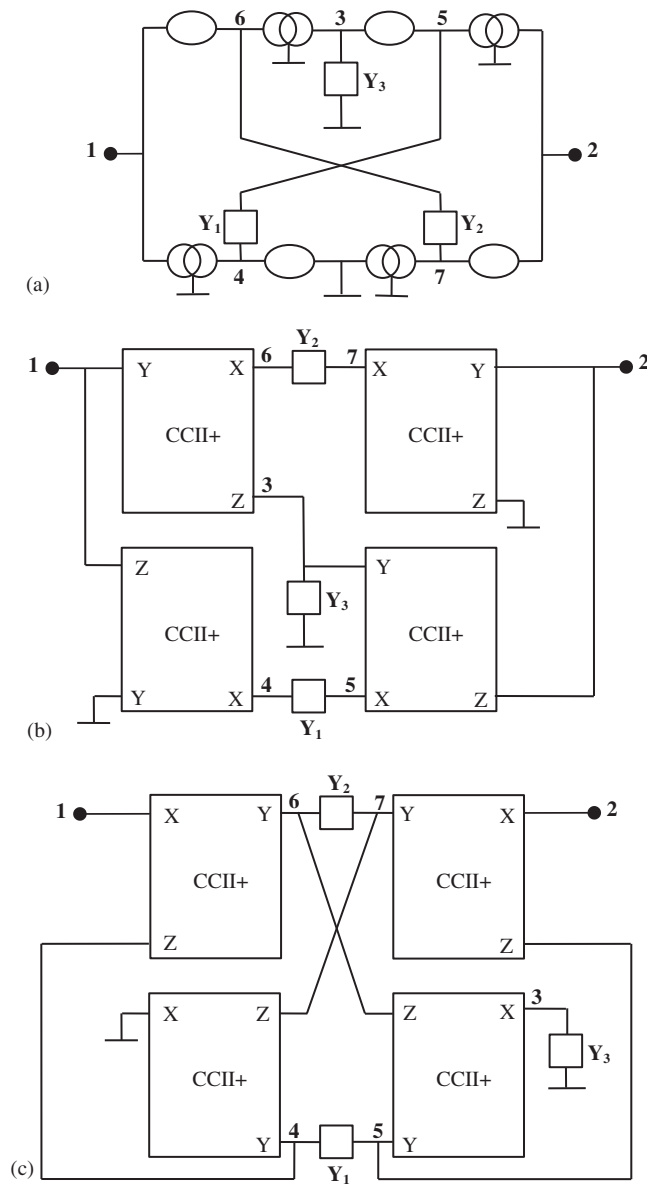 6 3 5
Y3
1 2
Y1 Y2
4 7
(a)
Y2
1 6 7 2
Y X X Y
CCII+ CCII+
Z 3 Z
Z Y
Y3
CCII+ CCII+
Y X 4 5 X Z
Y1
(b)
Y2
1 6 7 2
X Y Y X
CCII+ CCII+
Z Z
3
X Z Z X
Y3
CCII+ CCII+
Y 4 5 Y
Y1
(c)